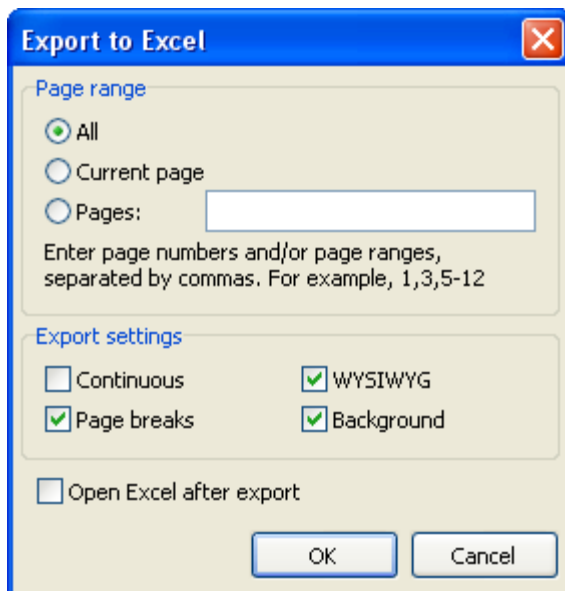 Export to Excel
Page range
All
Current page
Pages:
Enter page numbers and/or page ranges,
separated by commas. For example, 1,3,5-12
Export settings
Continuous
WYSIWYG
Page breaks
Background
Open Excel after export
OK
Cancel